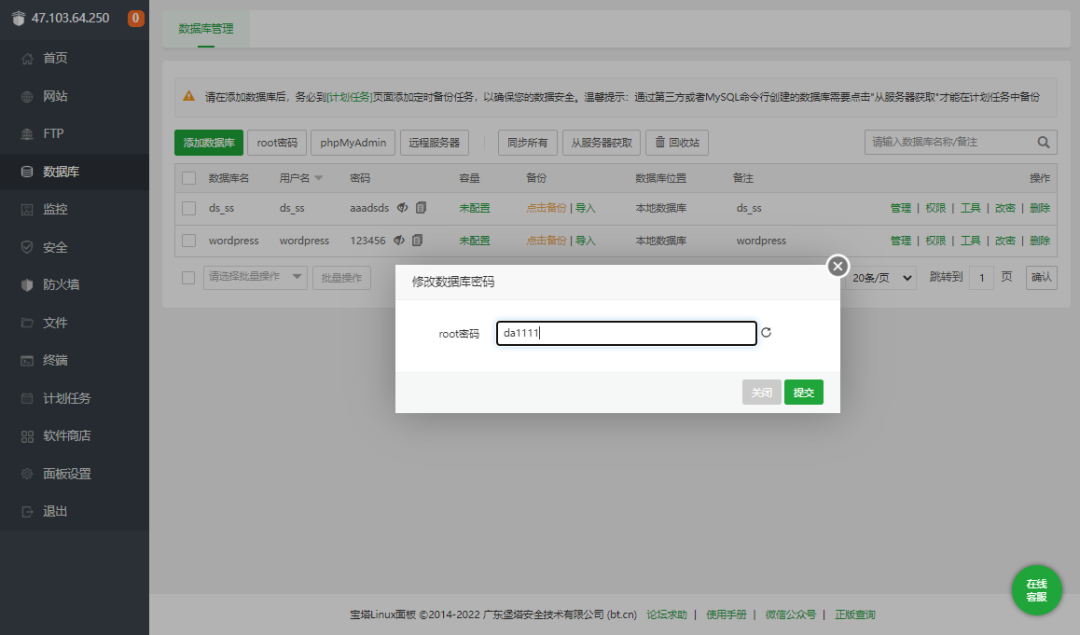 47.103.64.250 0
首页
网站
FTP
数据库
监控
安全
防火墙
文件
终端
计划任务
软件商店
面板设置
退出
数据库管理
请在添加数据库后，务必到[计划任务]页面添加定时备份任务，以确保您的数据安全。温馨提示：通过第三方或者MySQL命令行创建的数据库需要点击"从服务器获取"才能在计划任务中备份
添加数据库 root密码 phpMyAdmin 远程服务器 同步所有 从服务器获取 回收站 请输入数据库名称/备注
数据库名 用户名 密码 容量 备份 数据库位置 备注 操作
ds_ss ds_ss aaadsds 未配置 点击备份 | 导入 本地数据库 ds_ss 管理 | 权限 | 工具 | 改密 | 删除
wordpress wordpress 123456 未配置 点击备份 | 导入 本地数据库 wordpress 管理 | 权限 | 工具 | 改密 | 删除
请选择批量操作 批量操作 20条/页 跳转到 1 页 确认
修改数据库密码
root密码 da1111
关闭 提交
在线
客服
宝塔Linux面板 ©2014-2022 广东堡塔安全技术有限公司 (bt.cn) 论坛求助 | 使用手册 | 微信公众号 | 正版查询